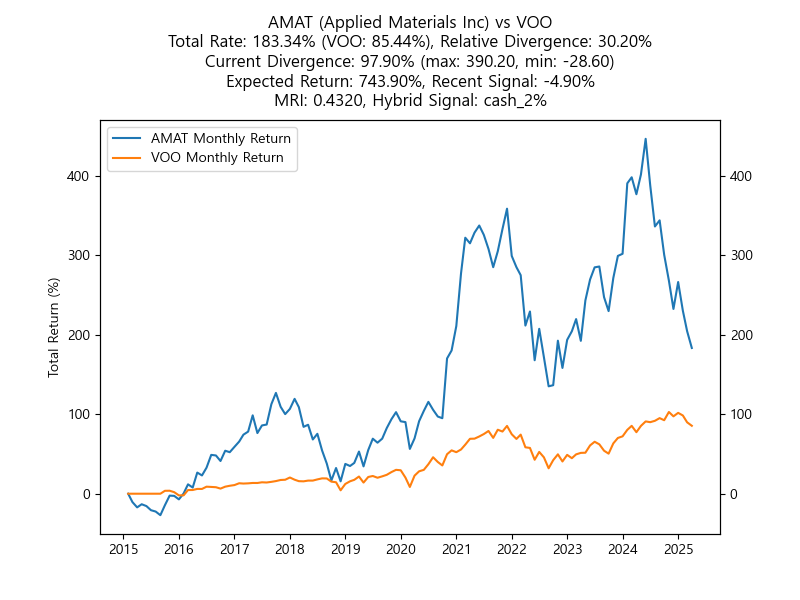 AMAT (Applied Materials Inc) vs VOO
Total Rate: 183.34% (VOO: 85.44%), Relative Divergence: 30.20%
Current Divergence: 97.90% (max: 390.20, min: -28.60)
Expected Return: 743.90%, Recent Signal: -4.90%
MRI: 0.4320, Hybrid Signal: cash_2%
AMAT Monthly Return
VOO Monthly Return
Total Return (%)
400
300
200
100
0
400
300
200
100
0
2015 2016 2017 2018 2019 2020 2021 2022 2023 2024 2025